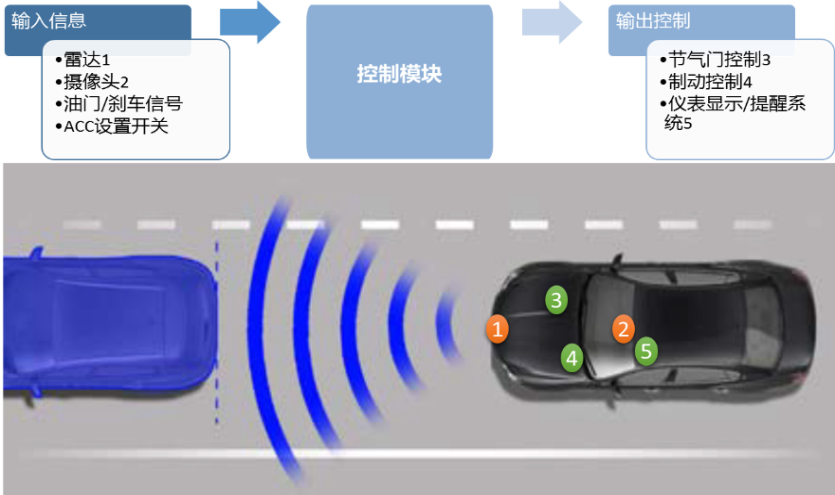 输入信息
•雷达1
•摄像头2
•油门/刹车信号
•ACC设置开关
控制模块
输出控制
•节气门控制3
•制动控制4
•仪表显示/提醒系
统5
3
1
2
4
5